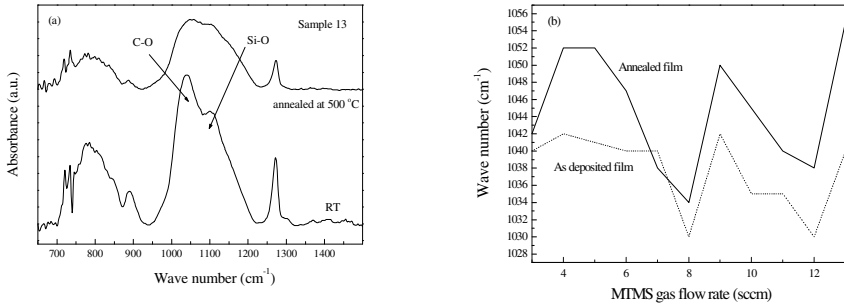 (a)
Sample 13
C-O
Si-O
annealed at 500 °C
RT
Absorbance (a.u.)
700 800 900 1000 1100 1200 1300 1400
Wave number (cm-1)
(b)
1056
1054
1052
1050
1048
1046
1044
1042
1040
1038
1036
1034
1032
1030
1028
Annealed film
As deposited film
Wave number (cm-1)
4 6 8 10 12
MTMS gas flow rate (sccm)